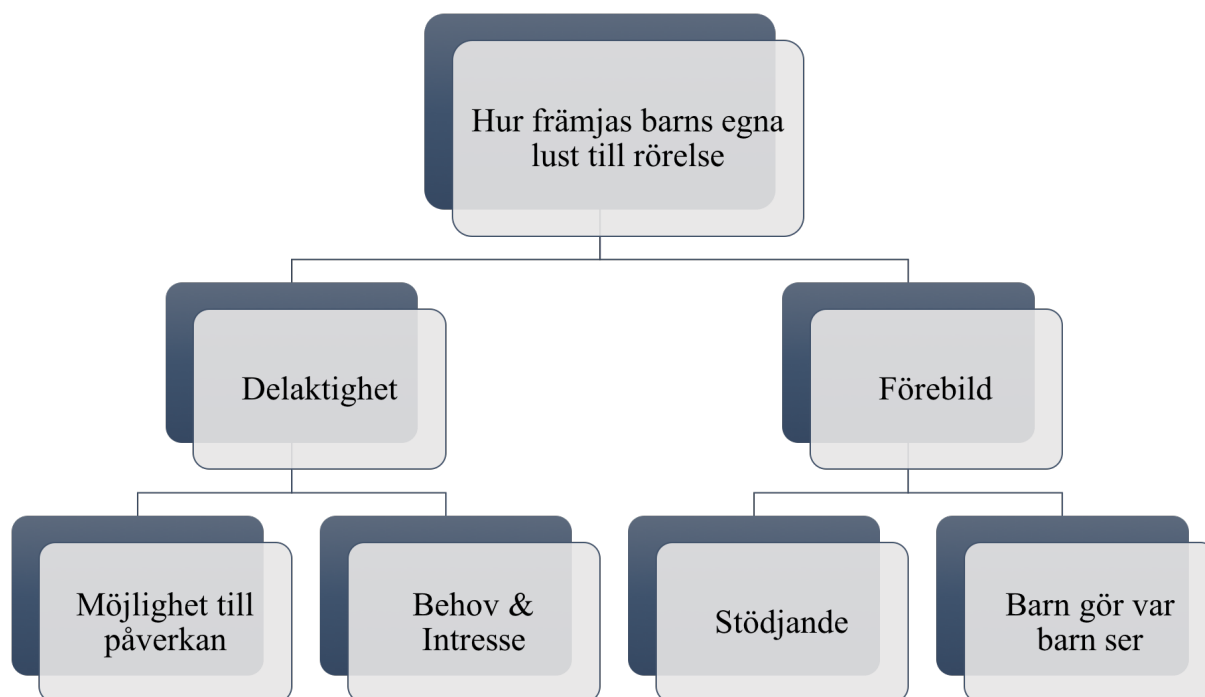 Hur främjas barns egna
lust till rörelse
Delaktighet
Förebild
Möjlighet till
påverkan
Behov &
Intresse
Stödjande
Barn gör var
barn ser